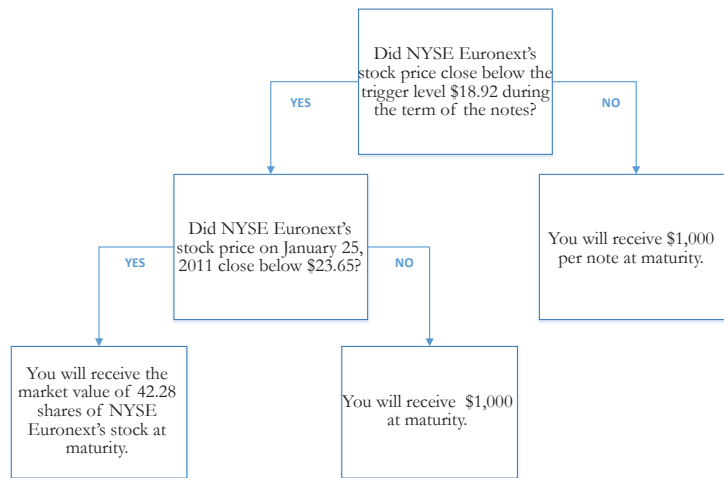 Did NYSE Euronext's
stock price close below the
trigger level $18.92 during
the term of the notes?
YES
NO
Did NYSE Euronext's
stock price on January 25,
2011 close below $23.65?
You will receive $1,000
per note at maturity.
YES
NO
You will receive the
market value of 42.28
shares of NYSE
Euronext's stock at
maturity.
You will receive $1,000
at maturity.